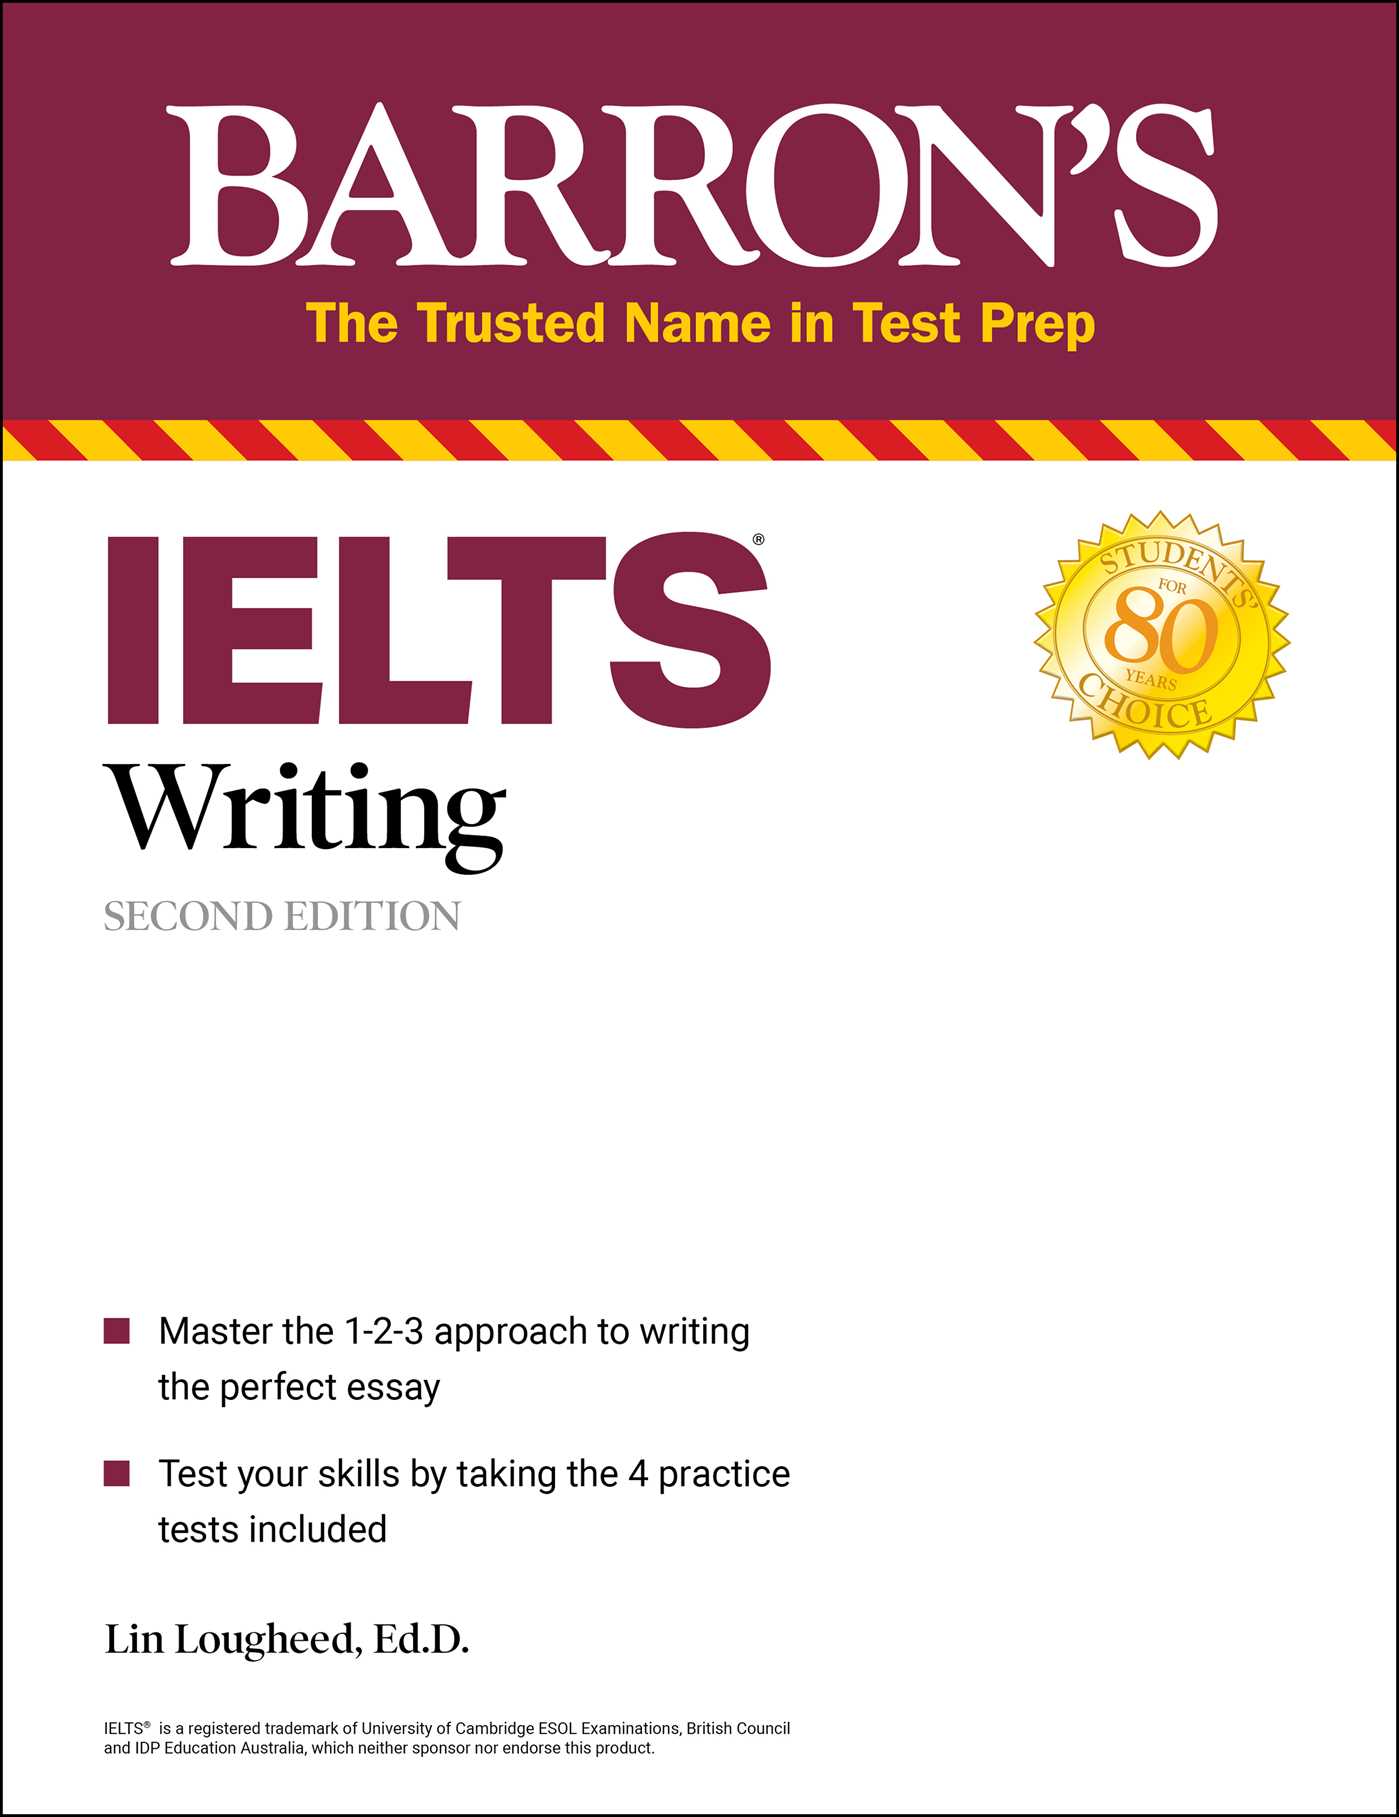 BARRON'S
The Trusted Name in Test Prep
IELTS®
STUDENTS'
FOR
80
YEARS
CHOICE
Writing
SECOND EDITION
Master the 1-2-3 approach to writing
the perfect essay
Test your skills by taking the 4 practice
tests included
Lin Lougheed, Ed.D.
IELTS® is a registered trademark of University of Cambridge ESOL Examinations, British Council
and IDP Education Australia, which neither sponsor nor endorse this product.